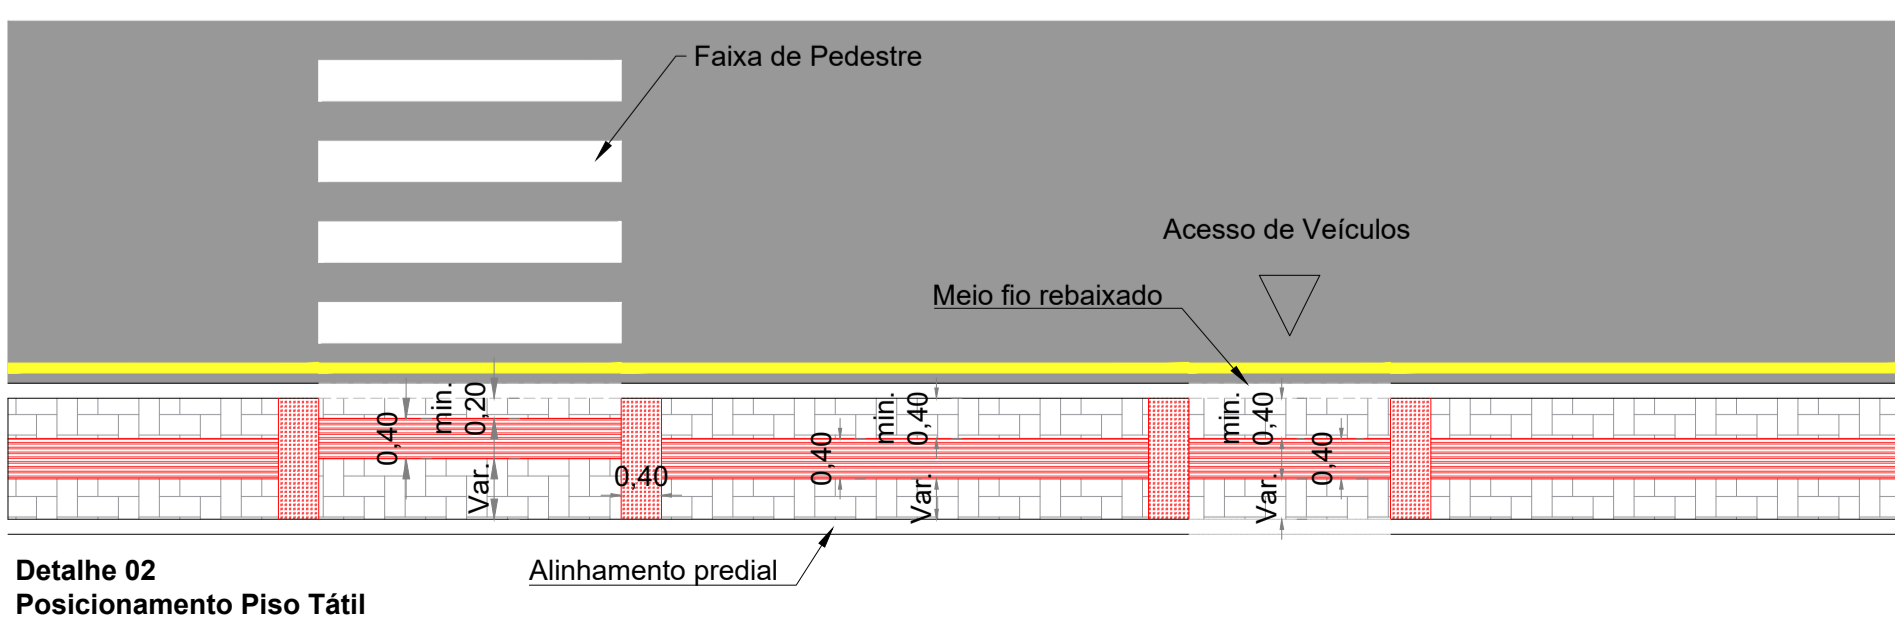 Faixa de Pedestre
Acesso de Veículos
Meio fio rebaixado
0,40
min.
0,20
Var.
0,40
0,40
min.
0,40
Var.
min.
0,40
Var.
0,40
Alinhamento predial
Detalhe 02
Posicionamento Piso Tátil